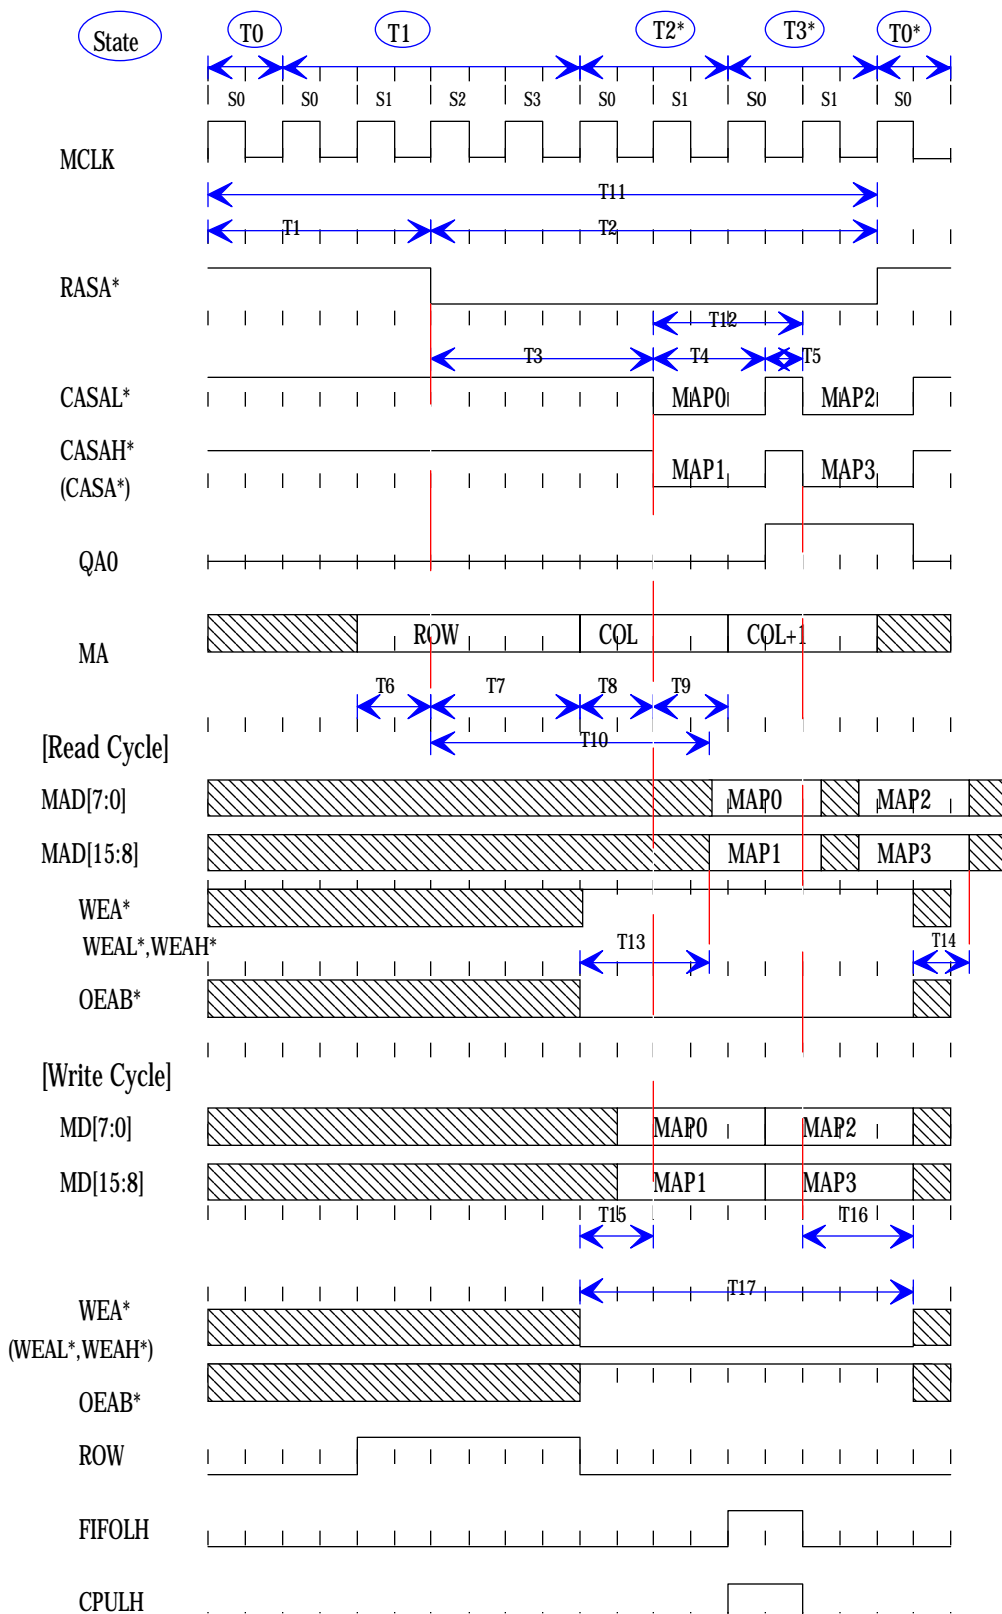 State T0 T1 T2* T3* T0*
S0 S0 S1 S2 S3 S0 S1 S0 S1 S0
MCLK
T11
T1 T2
RASA*
T12
T3 T4 T5
CASAL* MAP0 MAP2
CASAH*
(CASA*) MAP1 MAP3
QA0
MA ROW COL COL+1
T6 T7 T8 T9
T10
[Read Cycle]
MAD[7:0] MAP0 MAP2
MAD[15:8] MAP1 MAP3
WEA*
WEAL*,WEAH* T13 T14
OEAB*
[Write Cycle]
MD[7:0] MAP0 MAP2
MD[15:8] MAP1 MAP3
T15 T16
T17
WEA*
(WEAL*,WEAH*)
OEAB*
ROW
FIFOLH
CPULH